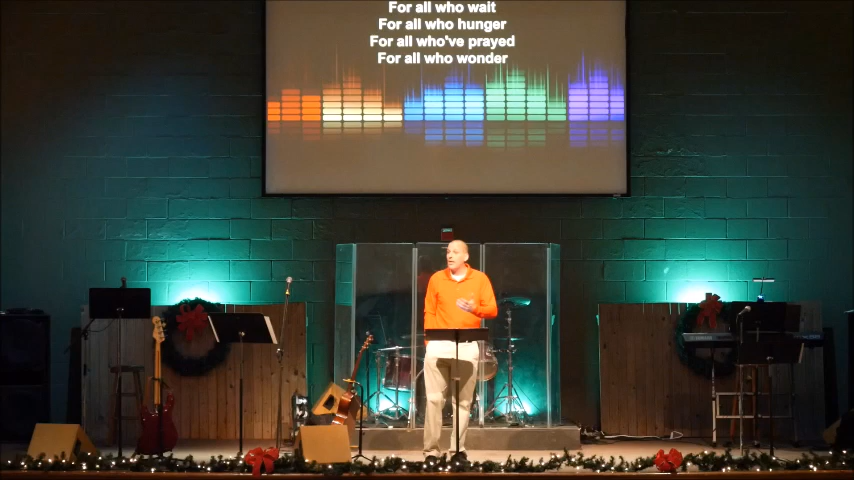 For all who wait
For all who hunger
For all who've prayed
For all who wonder